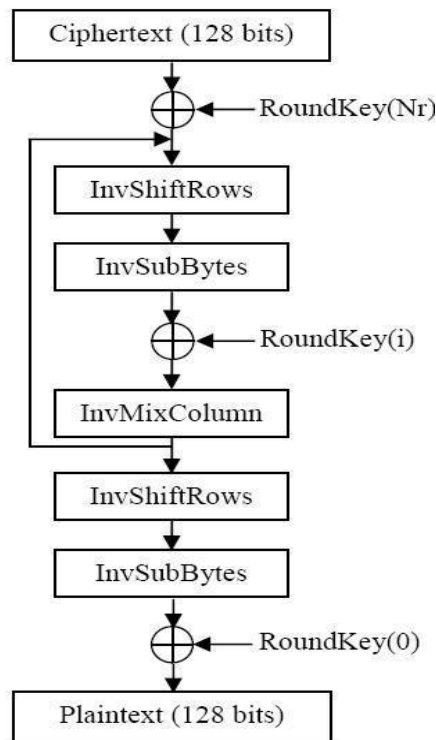 Ciphertext (128 bits)
RoundKey(Nr)
InvShiftRows
InvSubBytes
RoundKey(i)
InvMixColumn
InvShiftRows
InvSubBytes
RoundKey(0)
Plaintext (128 bits)